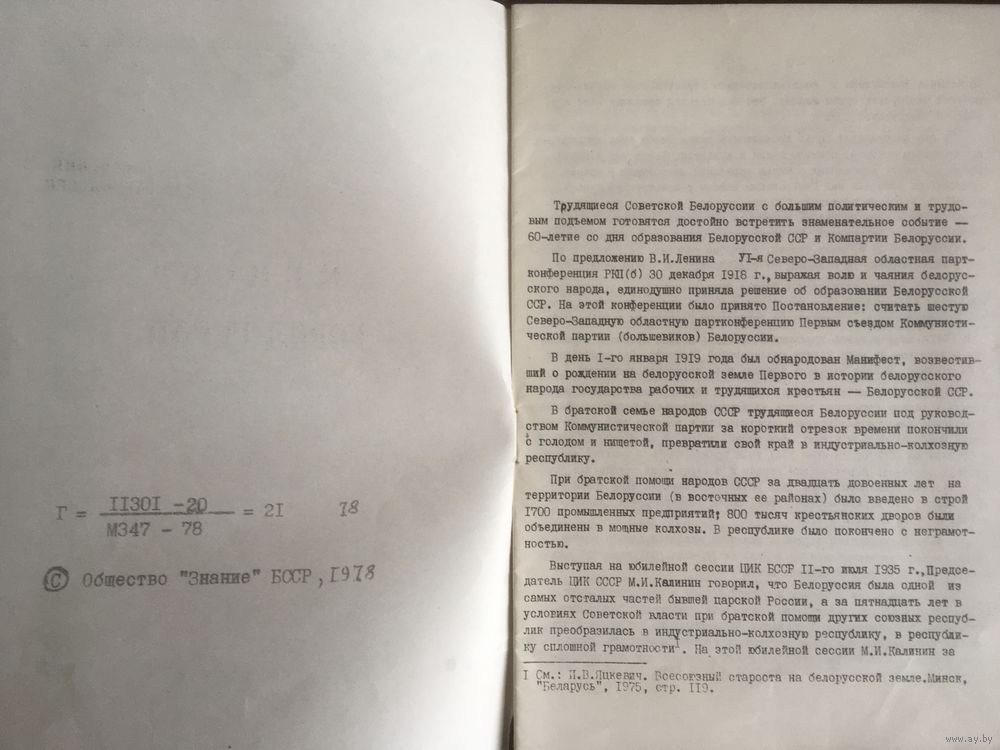 Г = II30I -20 / М347 - 78 = 2I 78
© Общество "Знание" БССР, 1978
Трудящиеся Советской Белоруссии с большим политическим и трудо-
вым подъемом готовятся достойно встретить знаменательное событие —
60-летие со дня образования Белорусской ССР и Компартии Белоруссии.
По предложению В.И.Ленина УI-я Северо-Западная областная парт-
конференция РКП(б) 30 декабря 1918 г., выражая волю и чаяния белорус-
ского народа, единодушно приняла решение об образовании Белорусской
ССР. На этой конференции было принято Постановление: считать шестую
Северо-Западную областную партконференцию Первым съездом Коммунисти-
ческой партии (большевиков) Белоруссии.
В день I-го января 1919 года был обнародован Манифест, возвестив-
ший о рождении на белорусской земле Первого в истории белорусского
народа государства рабочих и трудящихся крестьян — Белорусской ССР.
В братской семье народов СССР трудящиеся Белоруссии под руковод-
ством Коммунистической партии за короткий отрезок времени покончили
с голодом и нищетой, превратили свой край в индустриально-колхозную
республику.
При братской помощи народов СССР за двадцать довоенных лет на
территории Белоруссии (в восточных ее районах) было введено в строй
1700 промышленных предприятий; 800 тысяч крестьянских дворов были
объединены в мощные колхозы. В республике было покончено с неграмот-
ностью.
Выступая на юбилейной сессии ЦИК БССР II-го июля 1935 г., Предсе-
датель ЦИК СССР М.И.Калинин говорил, что Белоруссия была одной из
самых отсталых частей бывшей царской России, а за пятнадцать лет в
условиях Советской власти при братской помощи других союзных респуб-
лик преобразилась в индустриально-колхозную республику, в республи-
ку сплошной грамотности¹. На этой юбилейной сессии М.И.Калинин за
I См.: И.В.Яцкевич. Всесоюзный староста на белорусской земле.Минск,
"Беларусь", 1975, стр. II9.
www.ay.by